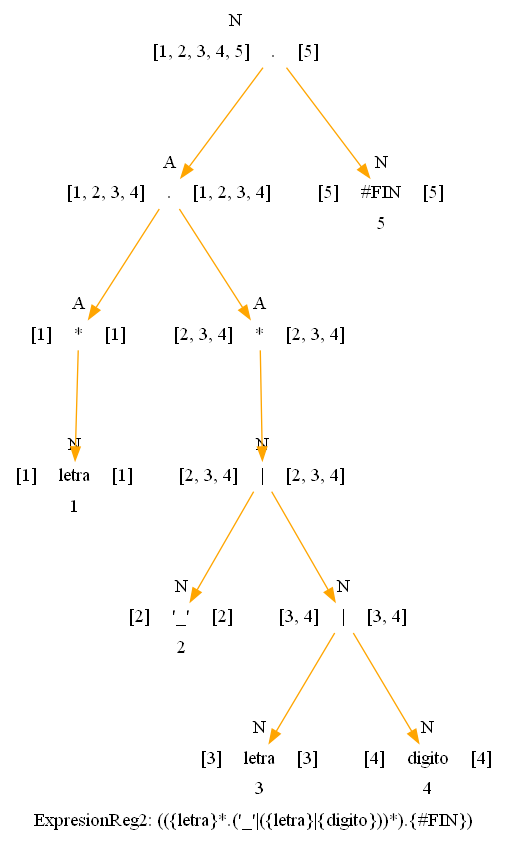 N
[1, 2, 3, 4, 5] . [5]
A N
[1, 2, 3, 4] . [1, 2, 3, 4] [5] #FIN [5]
5
A A
[1] * [1] [2, 3, 4] * [2, 3, 4]
N N
[1] letra [1] [2, 3, 4] | [2, 3, 4]
1
N N
[2] '_' [2] [3, 4] | [3, 4]
2
N N
[3] letra [3] [4] digito [4]
3 4
ExpresionReg2: (({letra}*.('_'|({letra}|{digito}))*).{#FIN})